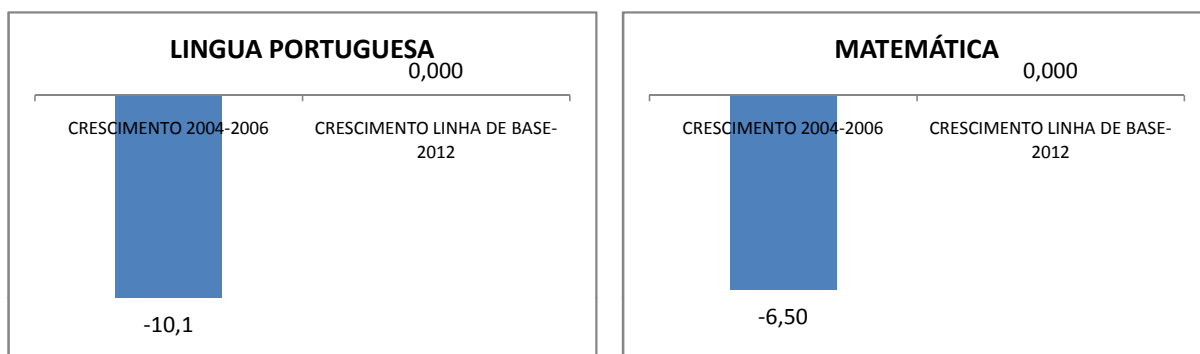 LINGUA PORTUGUESA
0,000
CRESCIMENTO 2004-2006
CRESCIMENTO LINHA DE BASE-
2012
-10,1
MATEMÁTICA
0,000
CRESCIMENTO 2004-2006
CRESCIMENTO LINHA DE BASE-
2012
-6,50